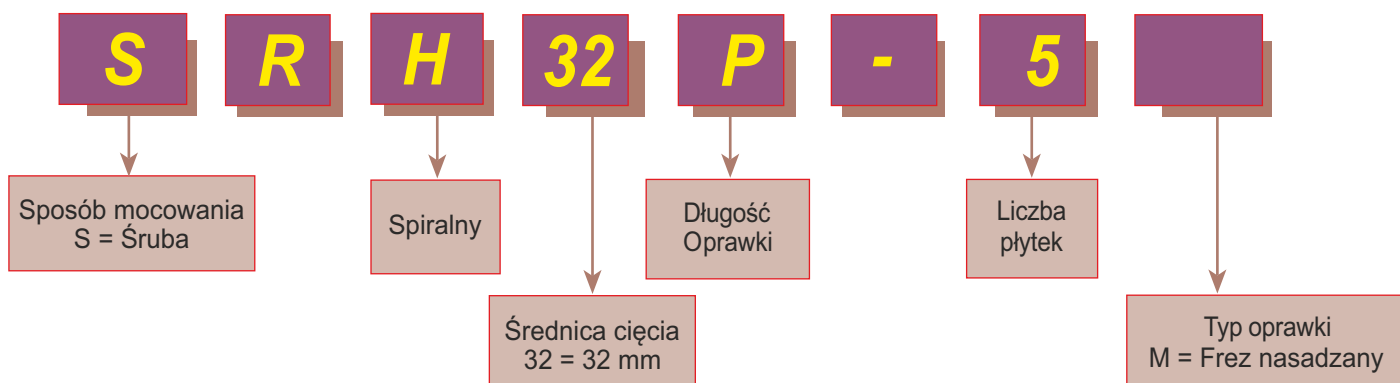 S R H 32 P - 5
Sposób mocowania
S = Śruba
Spiralny
Długość
Oprawki
Liczba
płytek
Średnica cięcia
32 = 32 mm
Typ oprawki
M = Frez nasadzany